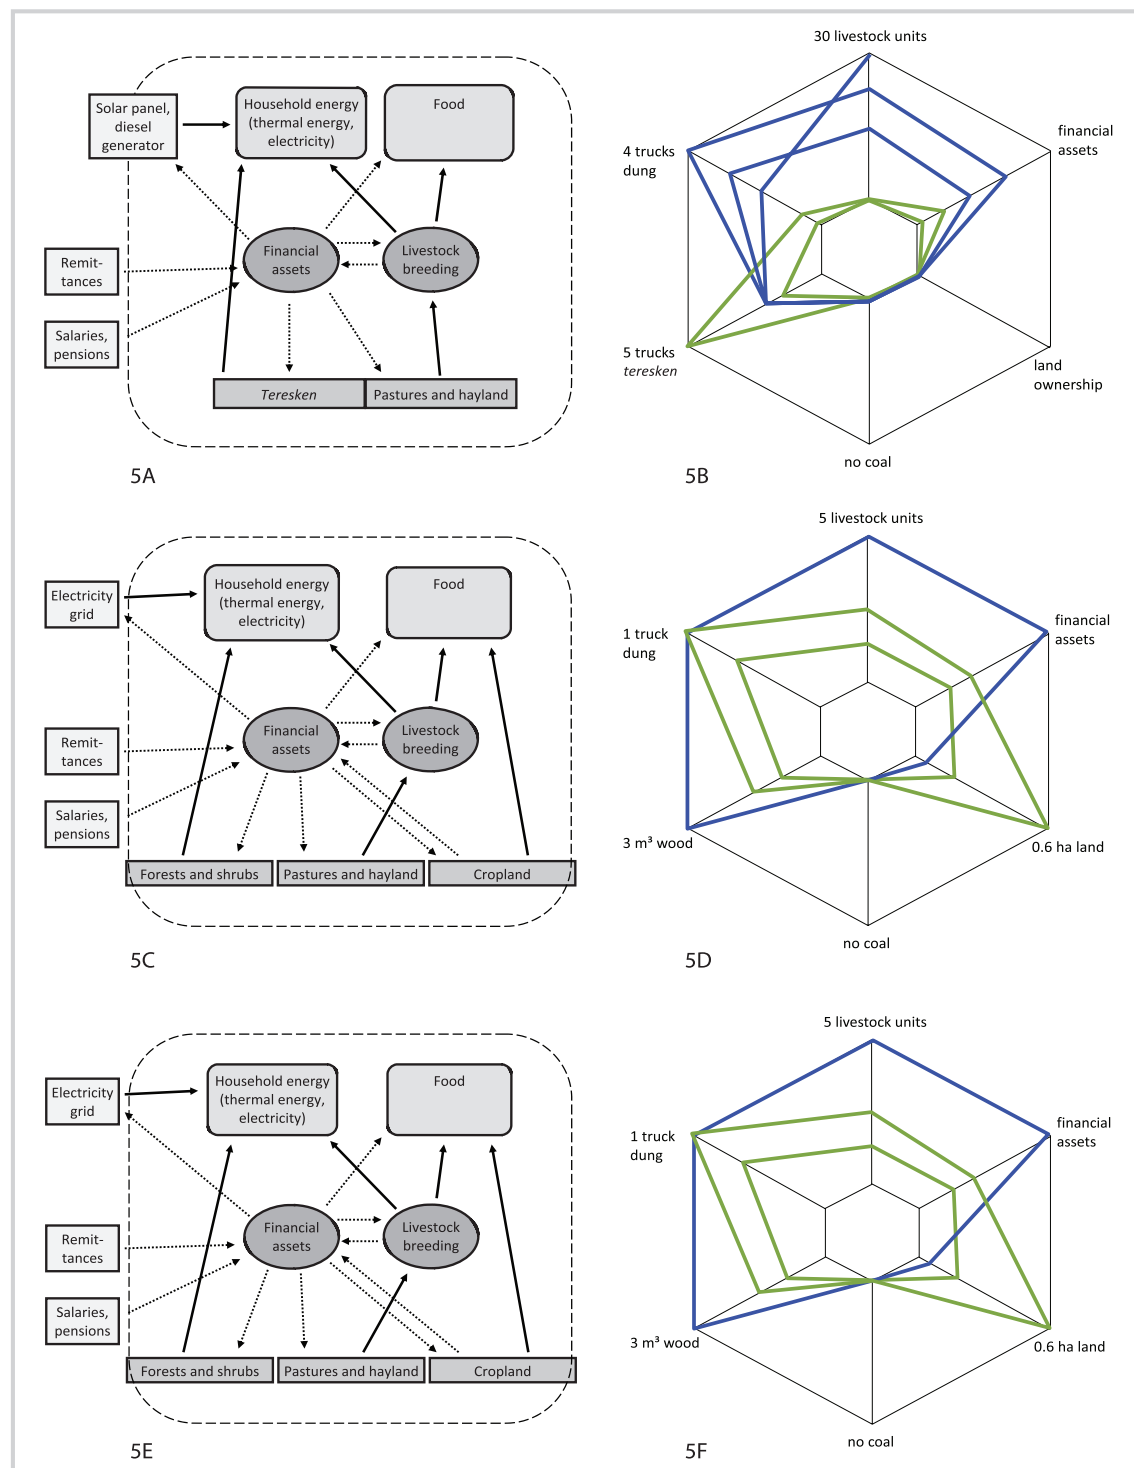 Solar panel,
diesel
generator
Household energy
(thermal energy,
electricity)
Food
Remit-
tances
Financial
assets
Livestock
breeding
Salaries,
pensions
Teresken
Pastures and hayland
5A
30 livestock units
4 trucks
dung
financial
assets
5 trucks
teresken
land
ownership
no coal
5B
Electricity
grid
Household energy
(thermal energy,
electricity)
Food
Remit-
tances
Financial
assets
Livestock
breeding
Salaries,
pensions
Forests and shrubs
Pastures and hayland
Cropland
5C
5 livestock units
1 truck
dung
financial
assets
3 m³ wood
0.6 ha land
no coal
5D
Electricity
grid
Household energy
(thermal energy,
electricity)
Food
Remit-
tances
Financial
assets
Livestock
breeding
Salaries,
pensions
Forests and shrubs
Pastures and hayland
Cropland
5E
5 livestock units
1 truck
dung
financial
assets
3 m³ wood
0.6 ha land
no coal
5F